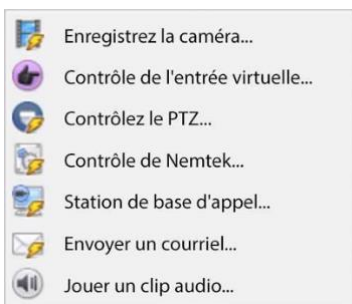 Enregistrez la caméra...
Contrôle de l'entrée virtuelle...
Contrôlez le PTZ...
Contrôle de Nemtek...
Station de base d'appel...
Envoyer un courriel...
Jouer un clip audio...